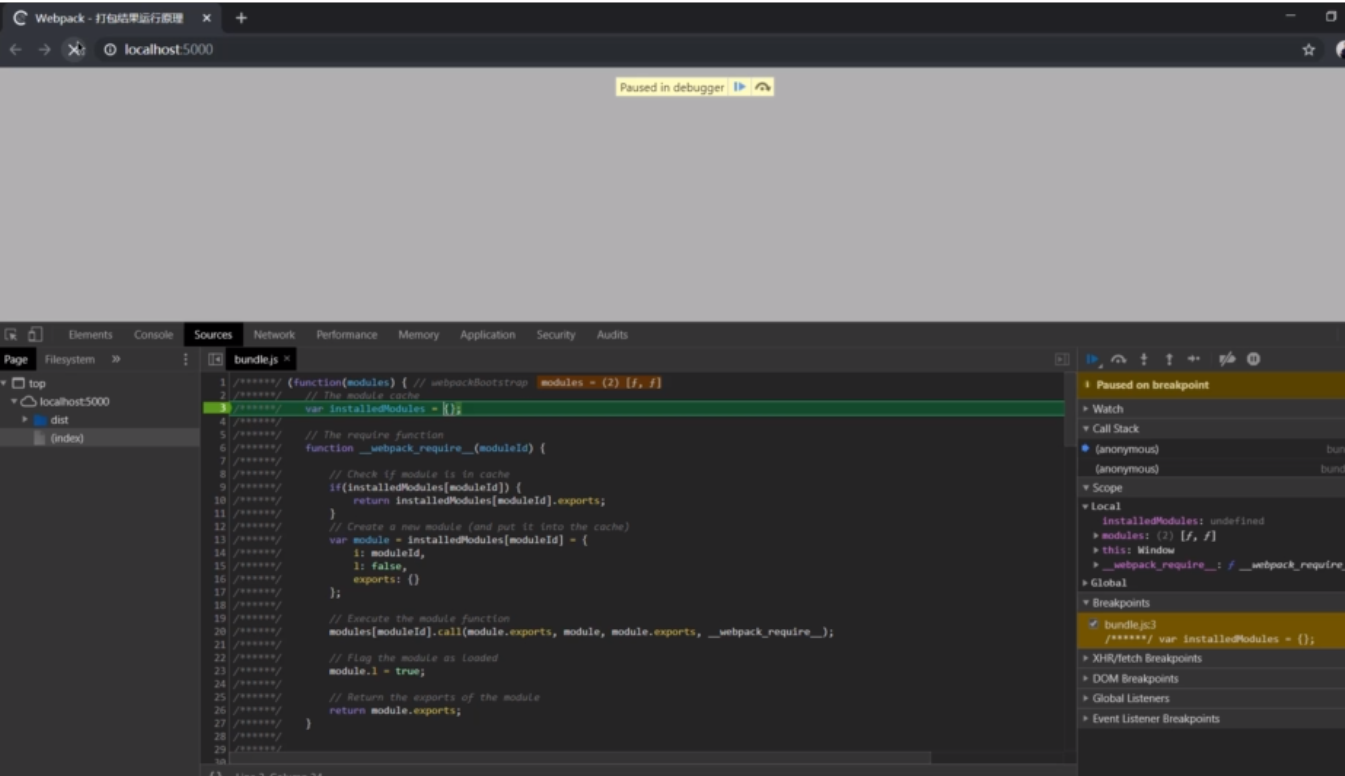 Webpack - 打包结果运行原理
localhost:5000
Paused in debugger
Elements Console Sources Network Performance Memory Application Security Audits
Page Filesystem » bundle.js ×
top
localhost:5000
dist
(index)
1 /******/ (function(modules) { // webpackBootstrap modules = (2) [ƒ, ƒ]
2 /******/ // The module cache
3 /******/ var installedModules = {};
4 /******/
5 /******/ // The require function
6 /******/ function __webpack_require__(moduleId) {
7 /******/
8 /******/ // Check if module is in cache
9 /******/ if(installedModules[moduleId]) {
10 /******/ return installedModules[moduleId].exports;
11 /******/ }
12 /******/ // Create a new module (and put it into the cache)
13 /******/ var module = installedModules[moduleId] = {
14 /******/ i: moduleId,
15 /******/ l: false,
16 /******/ exports: {}
17 /******/ };
18 /******/
19 /******/ // Execute the module function
20 /******/ modules[moduleId].call(module.exports, module, module.exports, __webpack_require__);
21 /******/
22 /******/ // Flag the module as loaded
23 /******/ module.l = true;
24 /******/
25 /******/ // Return the exports of the module
26 /******/ return module.exports;
27 /******/ }
28 /******/
29 /******/
30
Paused on breakpoint
Watch
Call Stack
(anonymous) bun
(anonymous) bund
Scope
Local
installedModules: undefined
modules: (2) [ƒ, ƒ]
this: Window
__webpack_require__: ƒ __webpack_require_
Global
Breakpoints
bundle.js:3
/******/ var installedModules = {};
XHR/fetch Breakpoints
DOM Breakpoints
Global Listeners
Event Listener Breakpoints